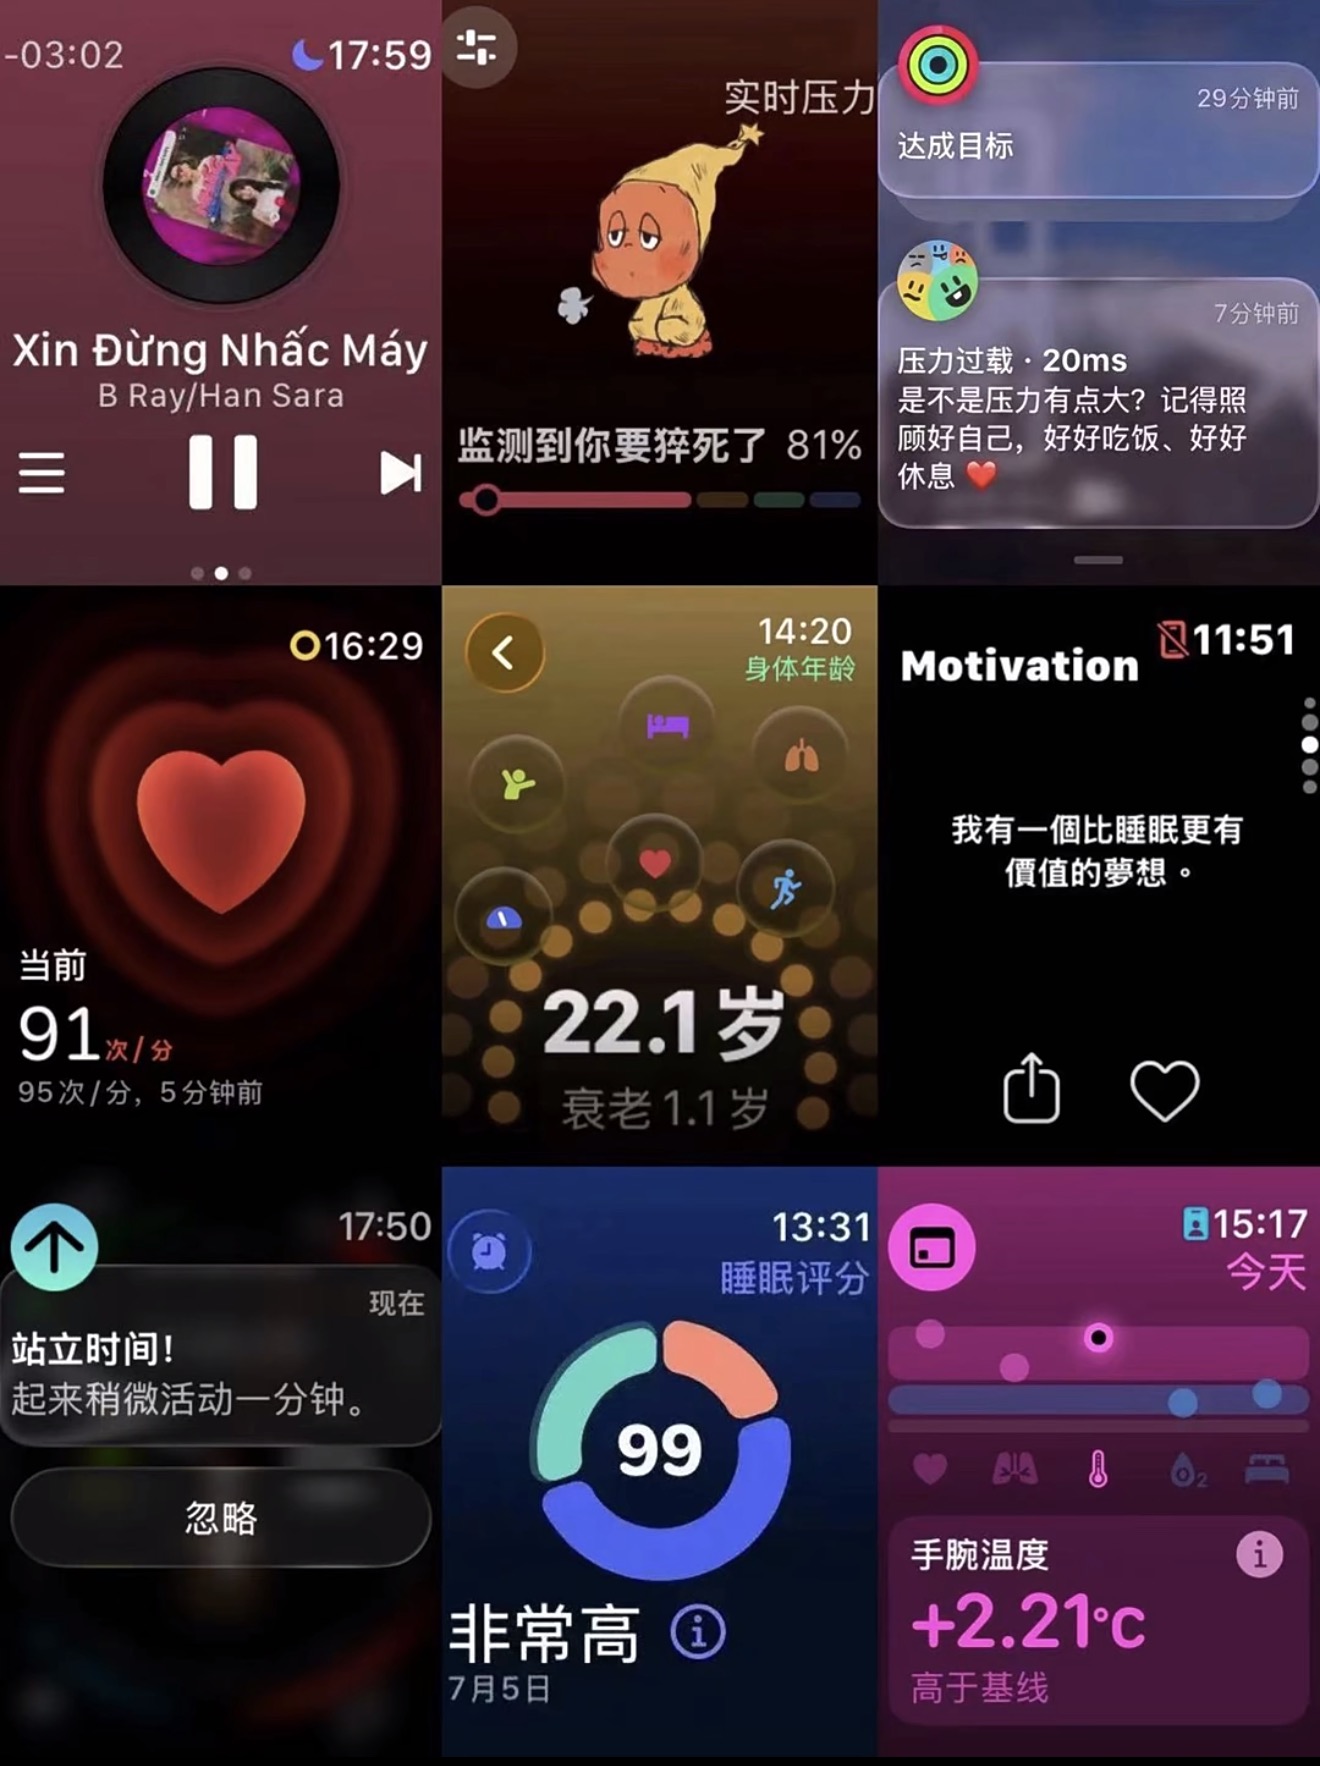 -03:02
17:59
Xin Đừng Nhấc Máy
B Ray/Han Sara
实时压力
监测到你要猝死了 81%
29分钟前
达成目标
7分钟前
压力过载 · 20ms
是不是压力有点大？记得照
顾好自己，好好吃饭、好好
休息 ❤️
16:29
当前
91次/分
95次/分，5分钟前
14:20
身体年龄
22.1岁
衰老1.1岁
11:51
Motivation
我有一個比睡眠更有
價值的夢想。
17:50
现在
站立时间！
起来稍微活动一分钟。
忽略
13:31
睡眠评分
99
非常高
7月5日
15:17
今天
O2
手腕温度
+2.21°C
高于基线